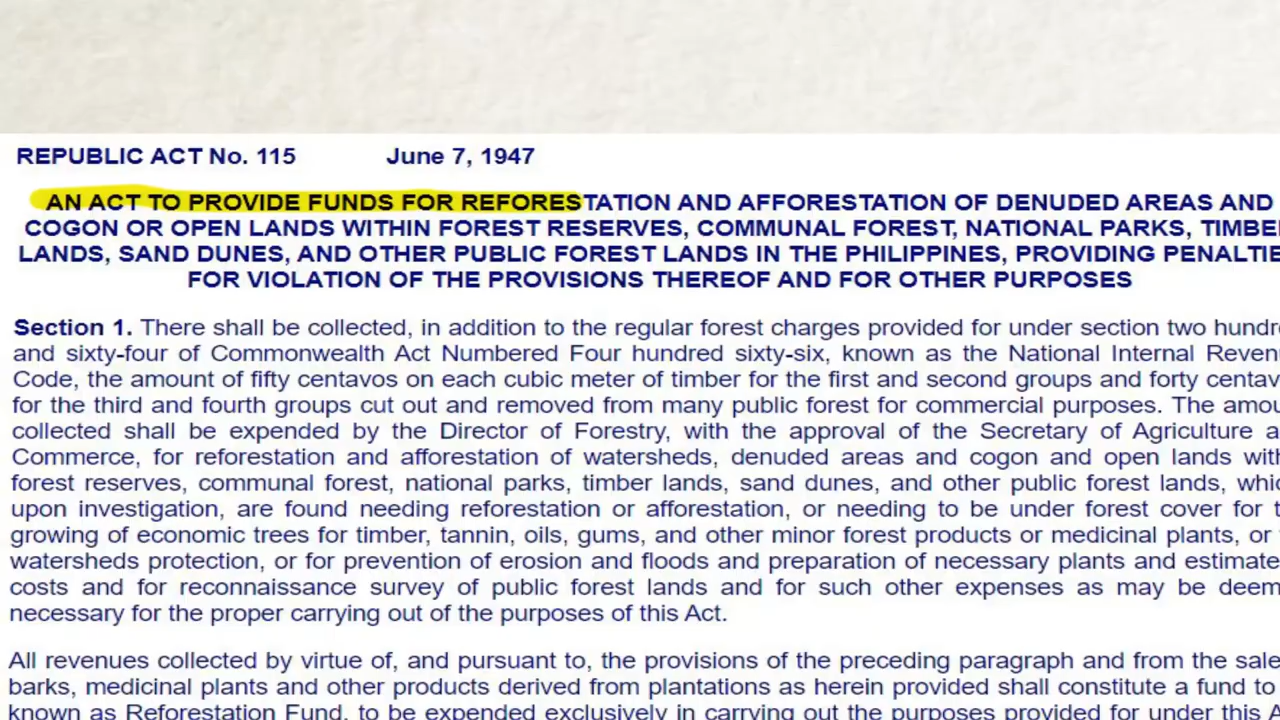 REPUBLIC ACT No. 115 June 7, 1947
AN ACT TO PROVIDE FUNDS FOR REFORESTATION AND AFFORESTATION OF DENUDED AREAS AND
COGON OR OPEN LANDS WITHIN FOREST RESERVES, COMMUNAL FOREST, NATIONAL PARKS, TIMBE
LANDS, SAND DUNES, AND OTHER PUBLIC FOREST LANDS IN THE PHILIPPINES, PROVIDING PENALTIE
FOR VIOLATION OF THE PROVISIONS THEREOF AND FOR OTHER PURPOSES
Section 1. There shall be collected, in addition to the regular forest charges provided for under section two hundre
and sixty-four of Commonwealth Act Numbered Four hundred sixty-six, known as the National Internal Reven
Code, the amount of fifty centavos on each cubic meter of timber for the first and second groups and forty centav
for the third and fourth groups cut out and removed from many public forest for commercial purposes. The amou
collected shall be expended by the Director of Forestry, with the approval of the Secretary of Agriculture a
Commerce, for reforestation and afforestation of watersheds, denuded areas and cogon and open lands with
forest reserves, communal forest, national parks, timber lands, sand dunes, and other public forest lands, whic
upon investigation, are found needing reforestation or afforestation, or needing to be under forest cover for t
growing of economic trees for timber, tannin, oils, gums, and other minor forest products or medicinal plants, or
watersheds protection, or for prevention of erosion and floods and preparation of necessary plants and estimate
costs and for reconnaissance survey of public forest lands and for such other expenses as may be deem
necessary for the proper carrying out of the purposes of this Act.
All revenues collected by virtue of, and pursuant to, the provisions of the preceding paragraph and from the sale
barks, medicinal plants and other products derived from plantations as herein provided shall constitute a fund to
known as Reforestation Fund, to be expended exclusively in carrying out the purposes provided for under this A